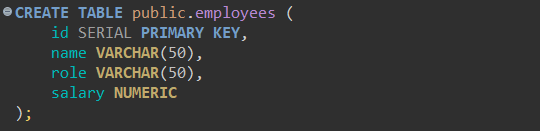 CREATE TABLE public.employees (
    id SERIAL PRIMARY KEY,
    name VARCHAR(50),
    role VARCHAR(50),
    salary NUMERIC
);